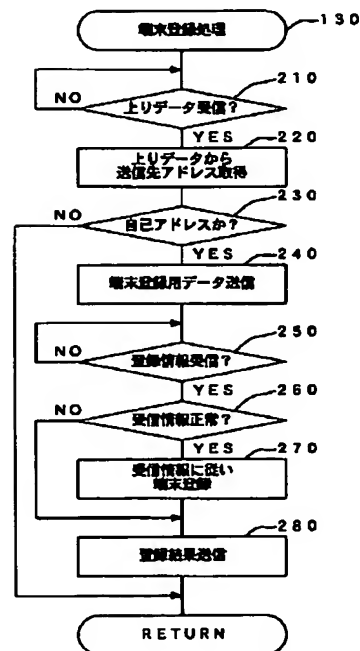 端末登録処理
130
210
上りデータ受信?
NO
YES
220
上りデータから
送信先アドレス取得
230
NO
自己アドレスか?
YES
240
端末登録用データ送信
250
登録情報受信?
NO
YES
260
NO
受信情報正常?
YES
270
受信情報に従い
端末登録
280
登録結果送信
RETURN